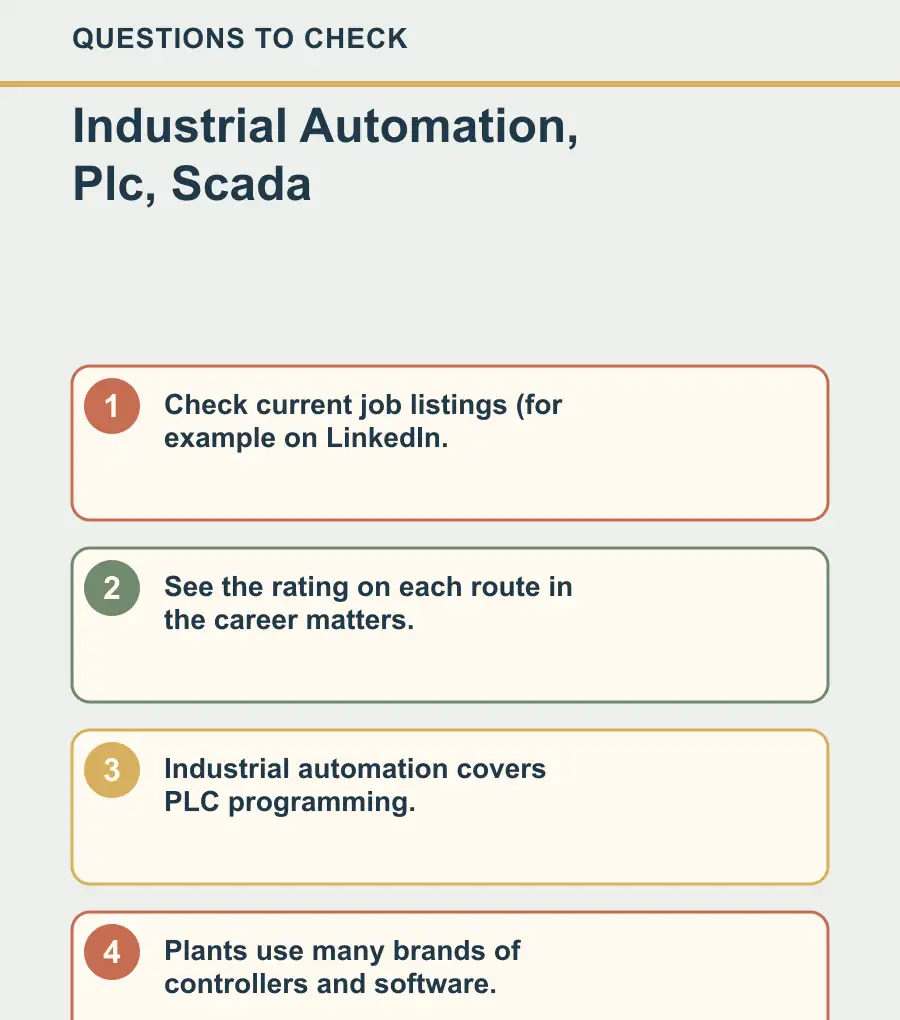 QUESTIONS TO CHECK
Industrial Automation,
Plc, Scada
1
Check current job listings (for
example on LinkedIn.
2
See the rating on each route in
the career matters.
3
Industrial automation covers
PLC programming.
4
Plants use many brands of
controllers and software.